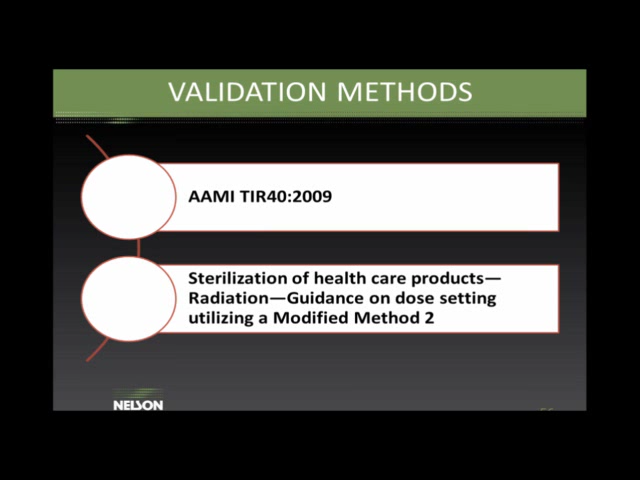 VALIDATION METHODS
AAMI TIR40:2009
Sterilization of health care products—
Radiation—Guidance on dose setting
utilizing a Modified Method 2
NELSON